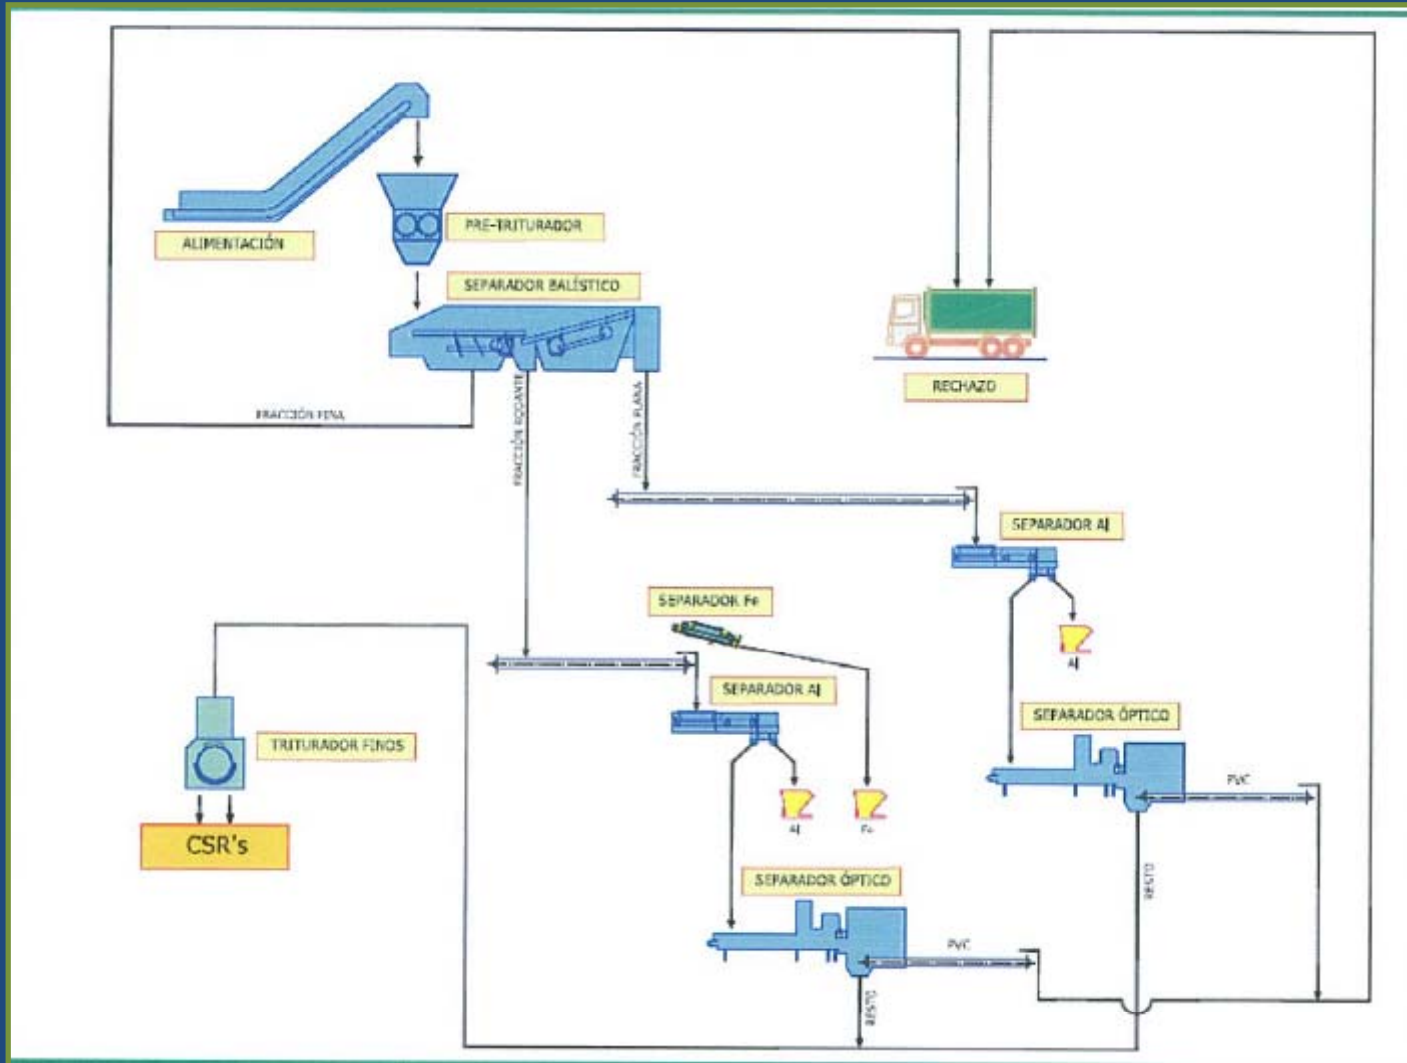 ALIMENTACIÓN
PRE-TRITURADOR
SEPARADOR BALÍSTICO
RECHAZO
FRACCIÓN FINA
FRACCIÓN RODANTE
FRACCIÓN PLANA
SEPARADOR Al
Al
SEPARADOR Fe
SEPARADOR Al
SEPARADOR ÓPTICO
TRITURADOR FINOS
PVC
Al
Fe
CSR's
SEPARADOR ÓPTICO
RESTO
PVC
RESTO